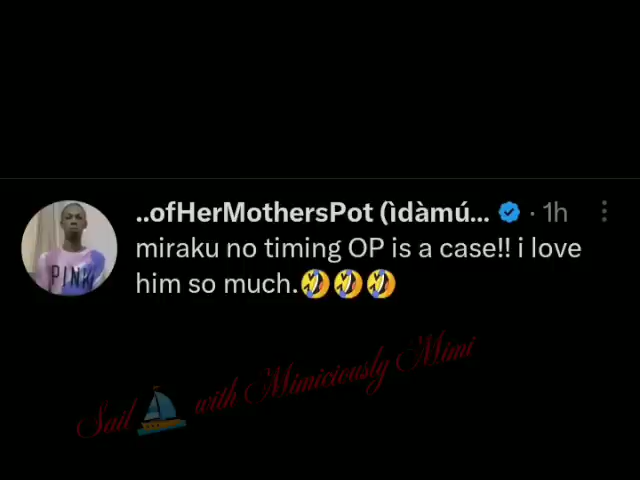 ..ofHerMothersPot (ìdàmú... · 1h
miraku no timing OP is a case!! i love
him so much.🤣🤣🤣
PINK
Sail ⛵ with Mimiciously Mimi